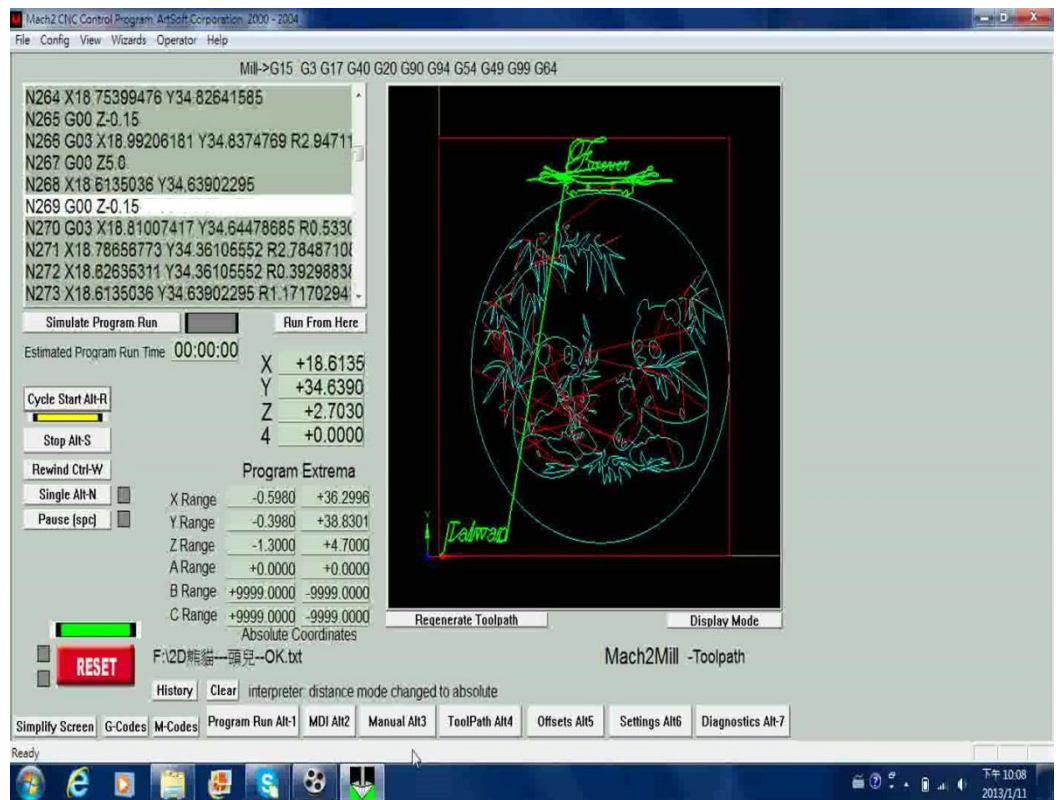 Mach2 CNC Control Program: ArtSoft Corporation, 2000 - 2004
File Config View Wizards Operator Help
Mill->G15 G3 G17 G40 G20 G90 G94 G54 G49 G99 G64
N264 X18.75399476 Y34.82641585
N265 G00 Z-0.15
N266 G03 X18.99206181 Y34.8374769 R2.94711
N267 G00 Z5.0
N268 X18.6135036 Y34.63902295
N269 G00 Z-0.15
N270 G03 X18.81007417 Y34.64478685 R0.5330
N271 X18.78656773 Y34.36105552 R2.78487108
N272 X18.62635311 Y34.36105552 R0.39298838
N273 X18.6135036 Y34.63902295 R1.17170294
Simulate Program Run Run From Here
Estimated Program Run Time 00:00:00
X +18.6135
Y +34.6390
Z +2.7030
4 +0.0000
Cycle Start Alt-R
Stop Alt-S
Rewind Ctrl-W
Single Alt-N
Pause (spc)
Program Extrema
X Range -0.5980 +36.2996
Y Range -0.3980 +38.8301
Z Range -1.3000 +4.7000
A Range +0.0000 +0.0000
B Range +9999.0000 -9999.0000
C Range +9999.0000 -9999.0000
Absolute Coordinates
Forever
Taiwan
Y
Regenerate Toolpath Display Mode
RESET
F:\2D熊貓---頭兒--OK.txt
Mach2Mill -Toolpath
History Clear interpreter: distance mode changed to absolute
Simplify Screen G-Codes M-Codes Program Run Alt-1 MDI Alt2 Manual Alt3 ToolPath Alt4 Offsets Alt5 Settings Alt6 Diagnostics Alt-7
Ready
下午 10:08
2013/1/11